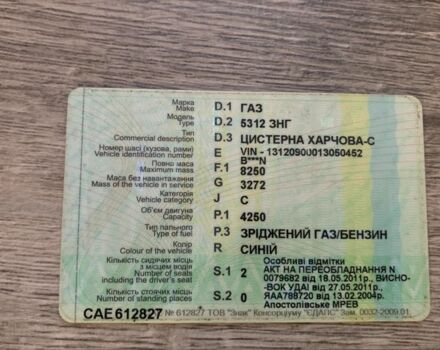 Марка
Make D.1 ГАЗ
Модель
Type D.2 5312 ЗНГ
Тип
Commercial description D.3 ЦИСТЕРНА ХАРЧОВА-С
Номер шасі (кузова, рами)
Vehicle identification number E VIN - 13120900013050452
В***N
Повна маса
Maximum mass F.1 8250
Маса без навантаження
Mass of the vehicle in service G 3272
Категорія
Vehicle category J C
Об'єм двигуна
Capacity P.1 4250
Тип пального
Type of fuel P.3 ЗРІДЖЕНИЙ ГАЗ/БЕНЗИН
Колір
Colour of the vehicle R СИНІЙ
Кількість сидячих місць
з місцем водія
Number of seats
including the driver's seat S.1 2
Кількість стоячих місць
Number of standing places S.2 0
Особливі відмітки
АКТ НА ПЕРЕОБЛАДНАННЯ N
0079682 від 18.05.2011р., ВИСНО-
ВОК УДАІ від 27.05.2011р.,
ЯАА788720 від 13.02.2004р.
Апостолівське МРЕВ
САЕ612827 № 612827 ТОВ "Знак" Консорціуму "ЄДАПС" Зам. 0032-2009.01.